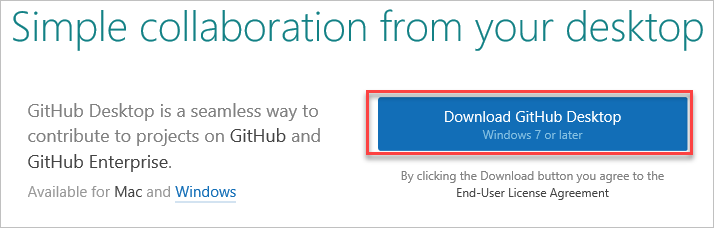 Simple collaboration from your desktop
GitHub Desktop is a seamless way to
contribute to projects on GitHub and
GitHub Enterprise.
Available for Mac and Windows
Download GitHub Desktop
Windows 7 or later
By clicking the Download button you agree to the
End-User License Agreement